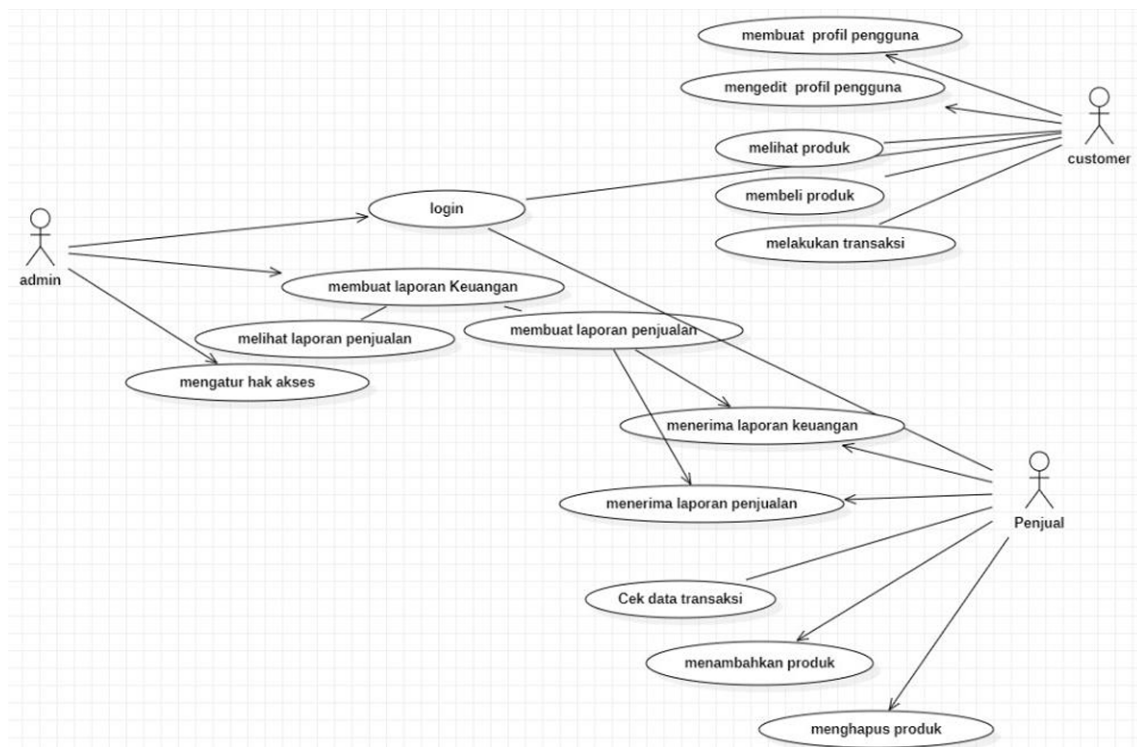 membuat profil pengguna
mengedit profil pengguna
customer
melihat produk
membeli produk
login
melakukan transaksi
admin
membuat laporan Keuangan
membuat laporan penjualan
melihat laporan penjualan
mengatur hak akses
menerima laporan keuangan
menerima laporan penjualan
Penjual
Cek data transaksi
menambahkan produk
menghapus produk